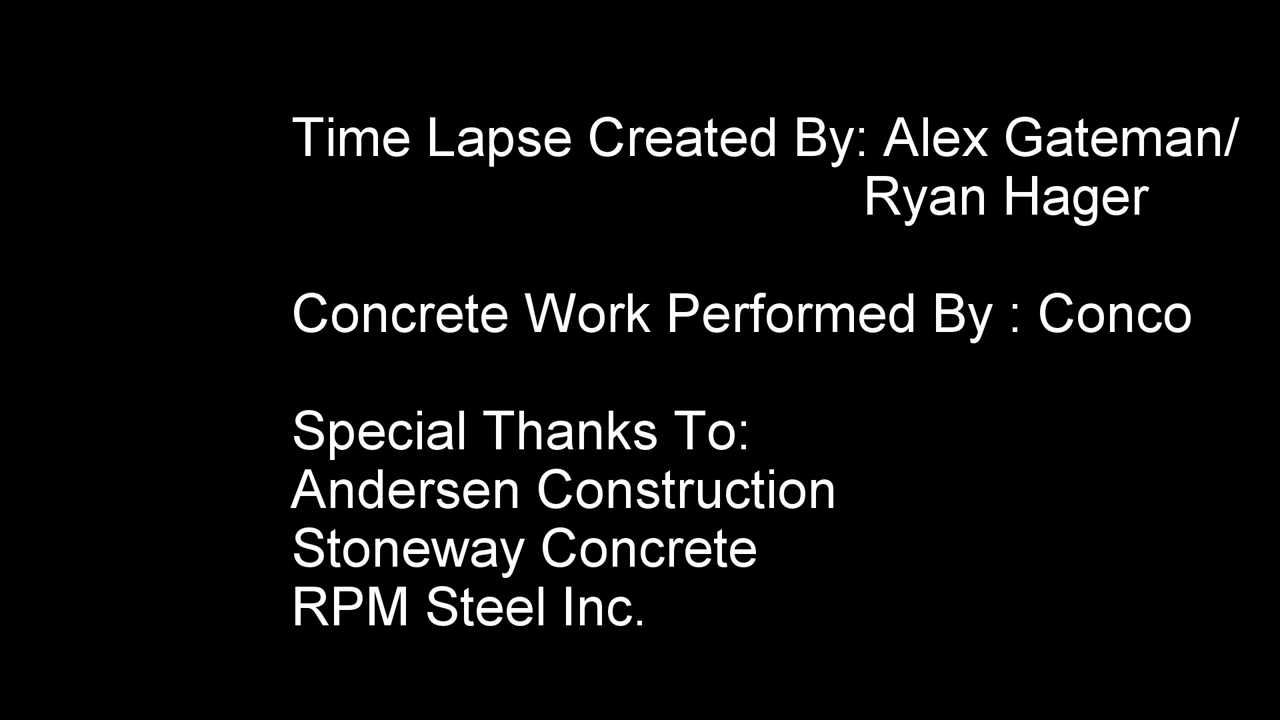 Time Lapse Created By: Alex Gateman/
Ryan Hager
Concrete Work Performed By : Conco
Special Thanks To:
Andersen Construction
Stoneway Concrete
RPM Steel Inc.